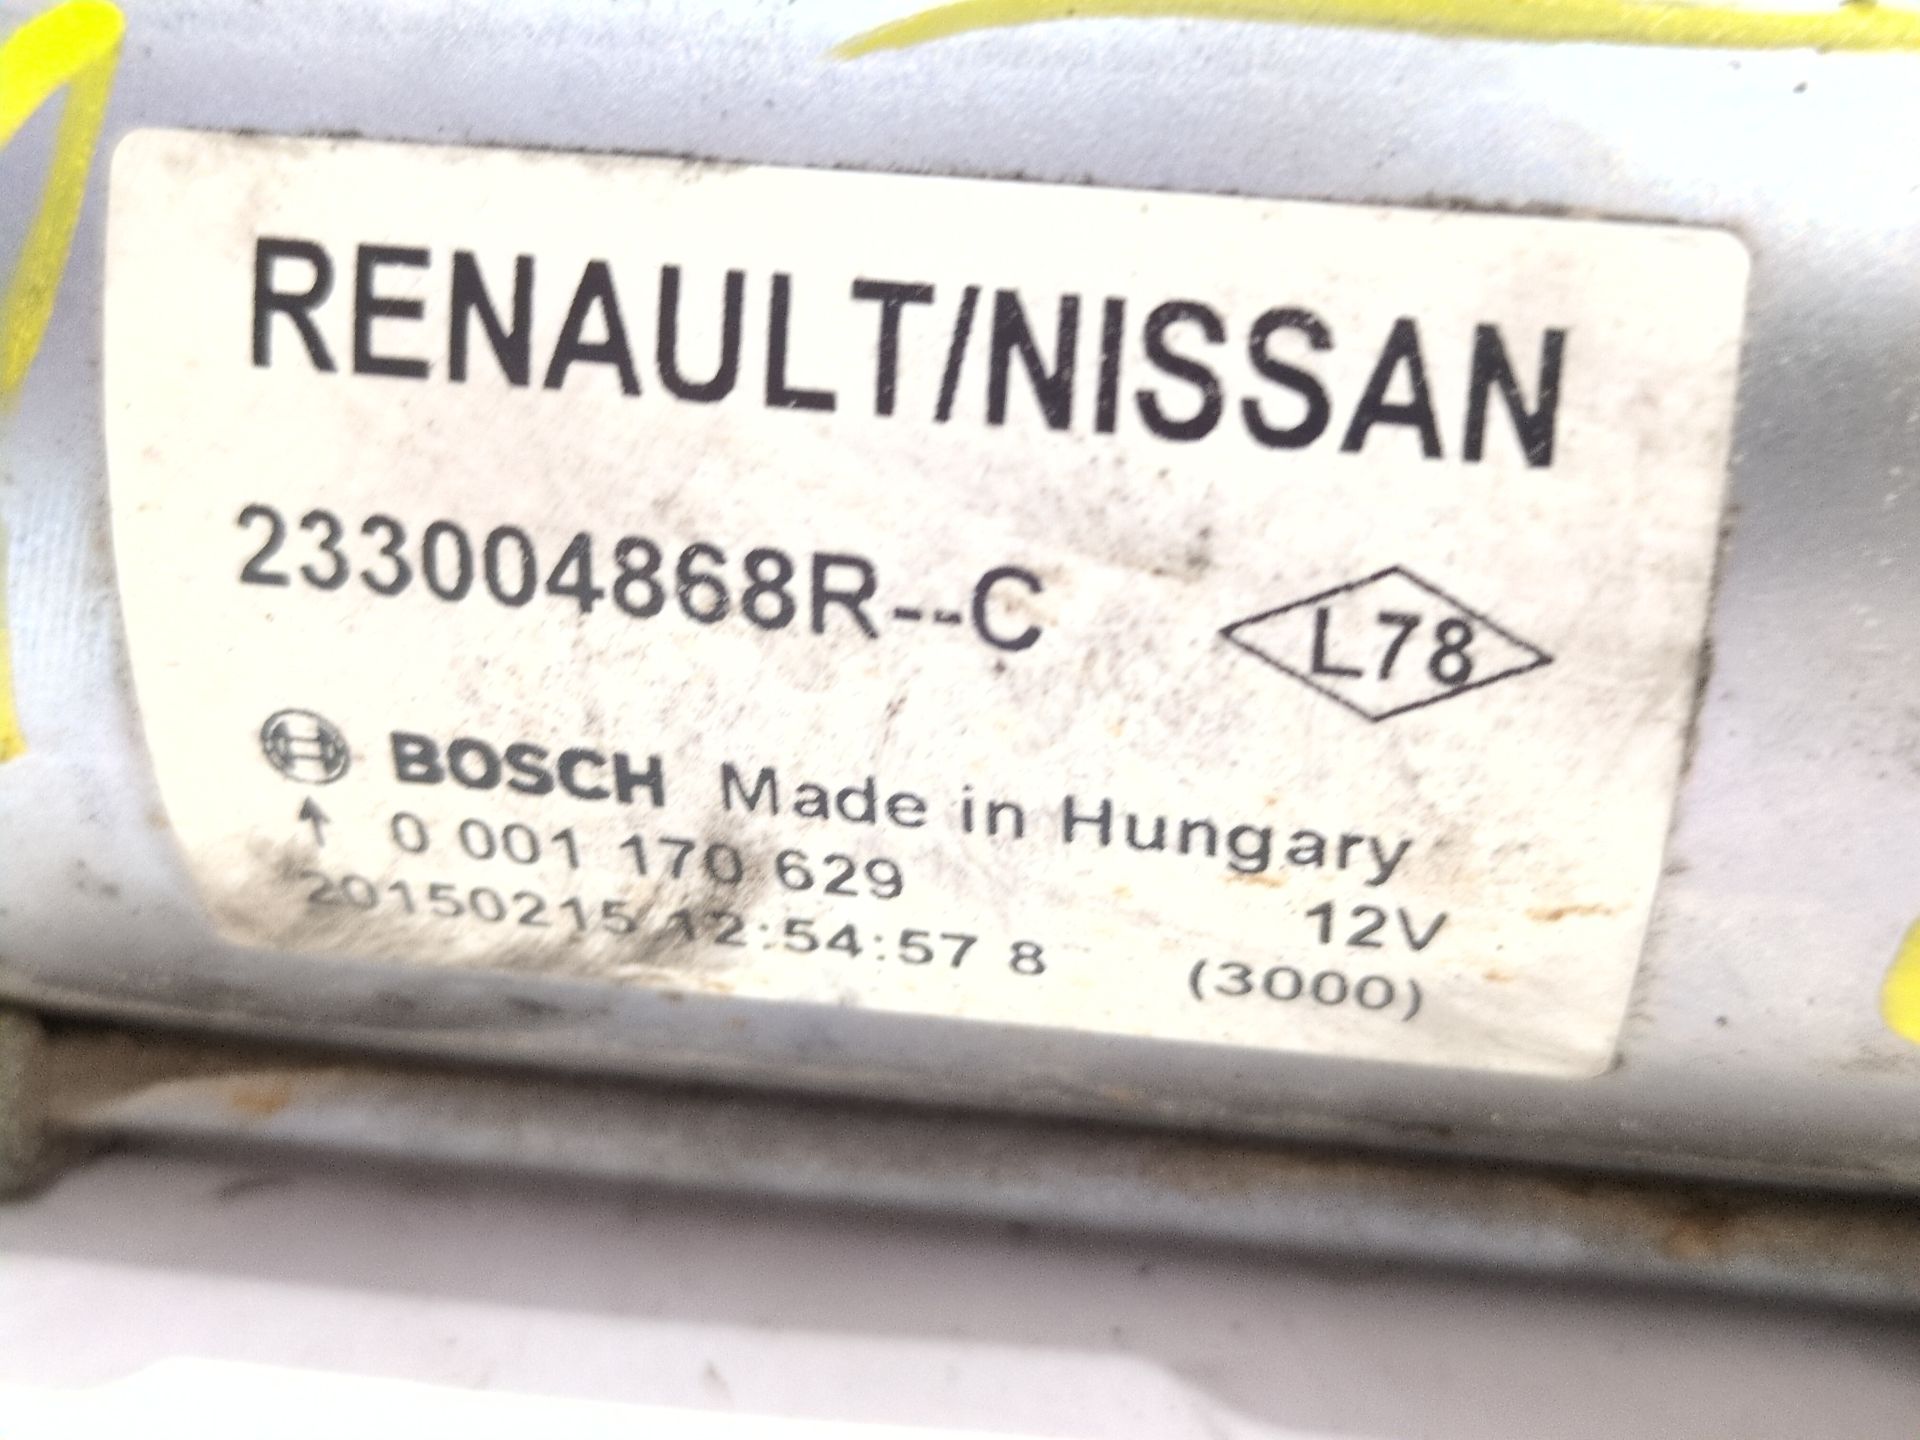 RENAULT/NISSAN
233004868R--C
L78
BOSCH Made in Hungary
0 001 170 629
12V
20150215 12:54:57 8
(3000)